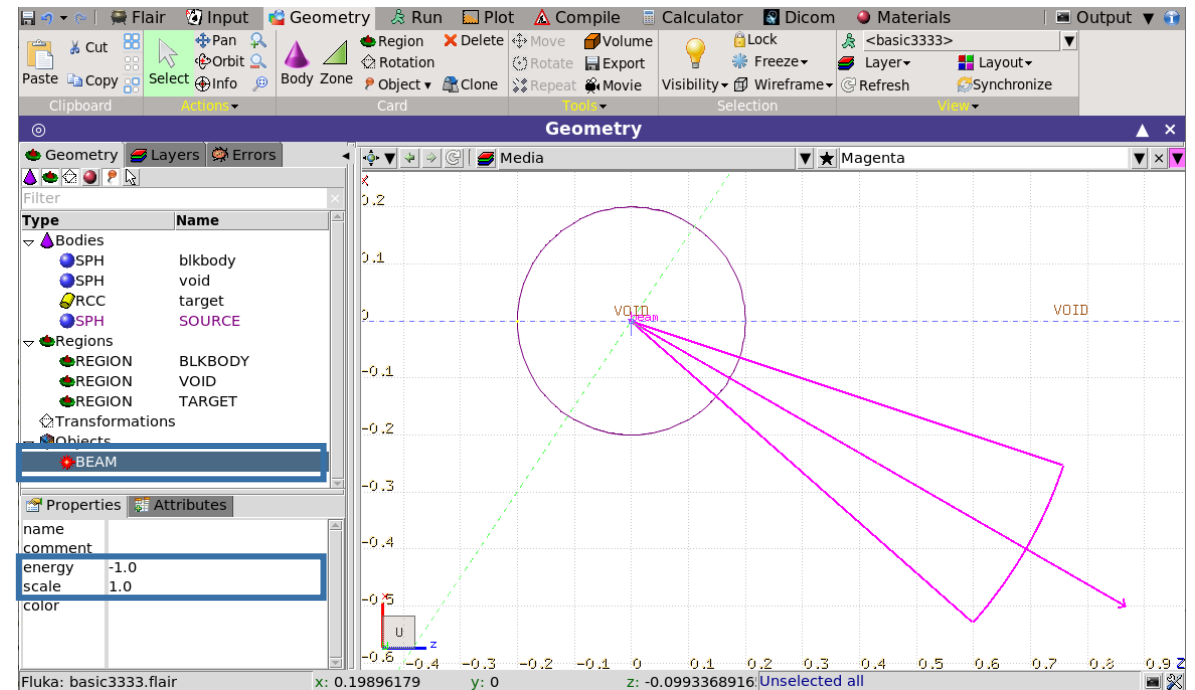 Flair Input Geometry Run Plot Compile Calculator Dicom Materials Output
Paste Cut Copy Select Pan Orbit Info Body Zone Region Delete Move Volume Lock <basic3333>
Rotation Rotate Export Freeze Layer Layout
Object Clone Repeat Movie Visibility Wireframe Refresh Synchronize
Clipboard Actions Card Tools Selection View
Geometry
Geometry Layers Errors Media Magenta
Filter
Type Name
Bodies
SPH blkbody
SPH void
RCC target
SPH SOURCE
Regions
REGION BLKBODY
REGION VOID
REGION TARGET
Transformations
Objects
BEAM
Properties Attributes
name
comment
energy -1.0
scale 1.0
color
x
0.2
0.1
0
-0.1
-0.2
-0.3
-0.4
-0.5
-0.6
VOID
beam
VOID
U
x
z
-0.4 -0.3 -0.2 -0.1 0 0.1 0.2 0.3 0.4 0.5 0.6 0.7 0.8 0.9 z
Fluka: basic3333.flair x: 0.19896179 y: 0 z: -0.0993368916 Unselected all